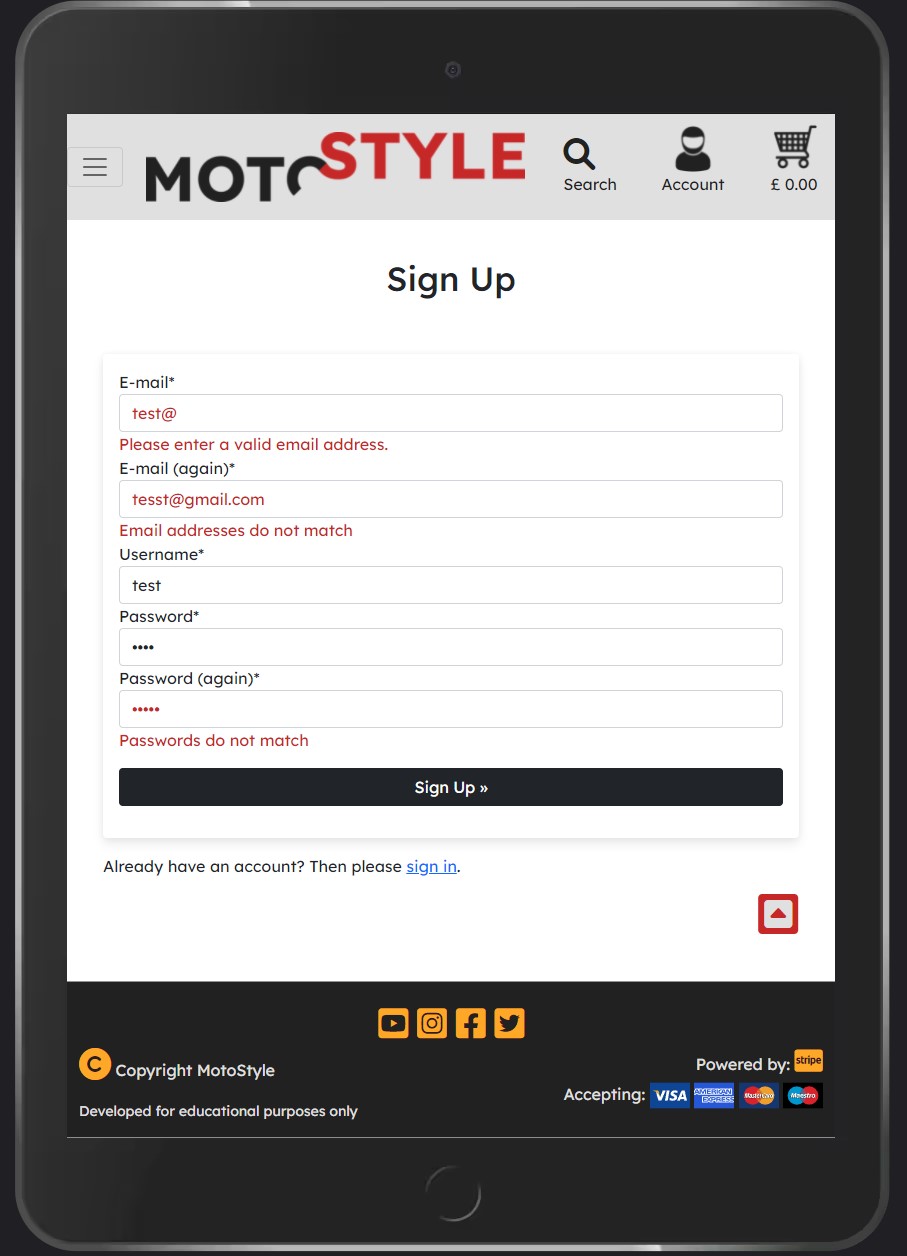 MOTOSTYLE
Search
Account
£ 0.00
Sign Up
E-mail*
test@
Please enter a valid email address.
E-mail (again)*
tesst@gmail.com
Email addresses do not match
Username*
test
Password*
••••
Password (again)*
•••••
Passwords do not match
Sign Up »
Already have an account? Then please sign in.
C Copyright MotoStyle
Developed for educational purposes only
Powered by: stripe
Accepting: VISA AMERICAN EXPRESS MasterCard Maestro